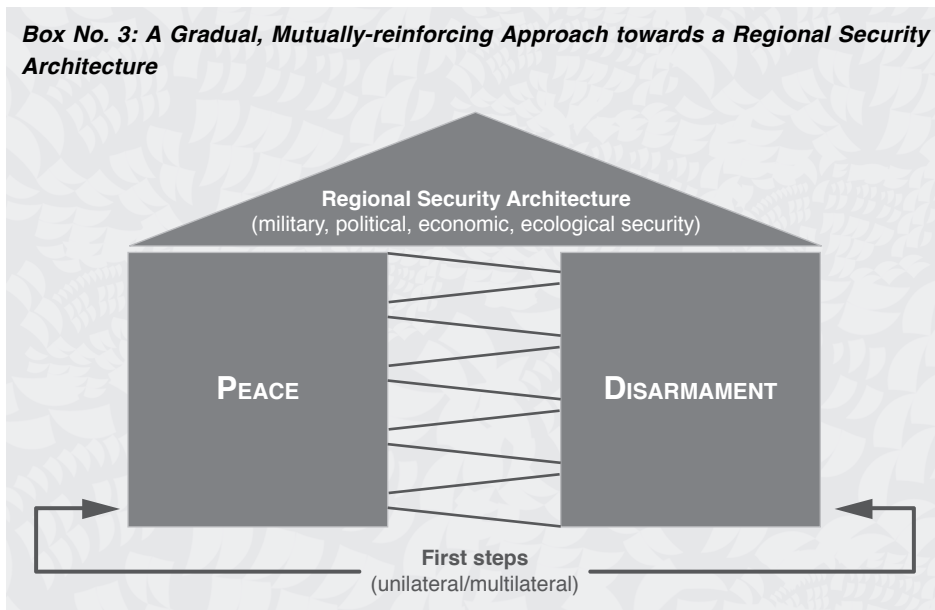 Box No. 3: A Gradual, Mutually-reinforcing Approach towards a Regional Security
Architecture
Regional Security Architecture
(military, political, economic, ecological security)
PEACE
DISARMAMENT
First steps
(unilateral/multilateral)